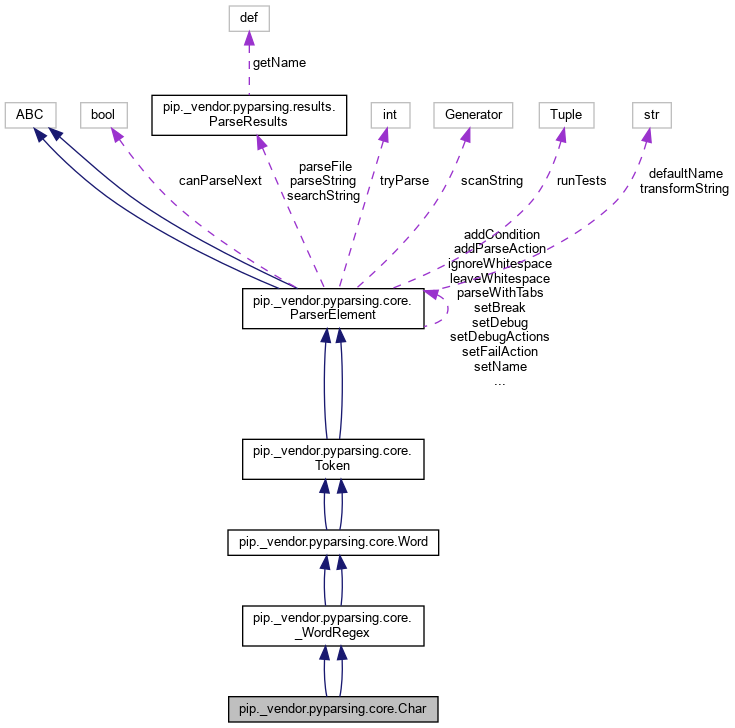 def
getName
pip._vendor.pyparsing.results.
ParseResults
ABC
bool
int
Generator
Tuple
str
canParseNext
parseFile
parseString
searchString
tryParse
scanString
runTests
defaultName
transformString
addCondition
addParseAction
ignoreWhitespace
leaveWhitespace
parseWithTabs
setBreak
setDebug
setDebugActions
setFailAction
setName
...
pip._vendor.pyparsing.core.
ParserElement
pip._vendor.pyparsing.core.
Token
pip._vendor.pyparsing.core.Word
pip._vendor.pyparsing.core.
_WordRegex
pip._vendor.pyparsing.core.Char